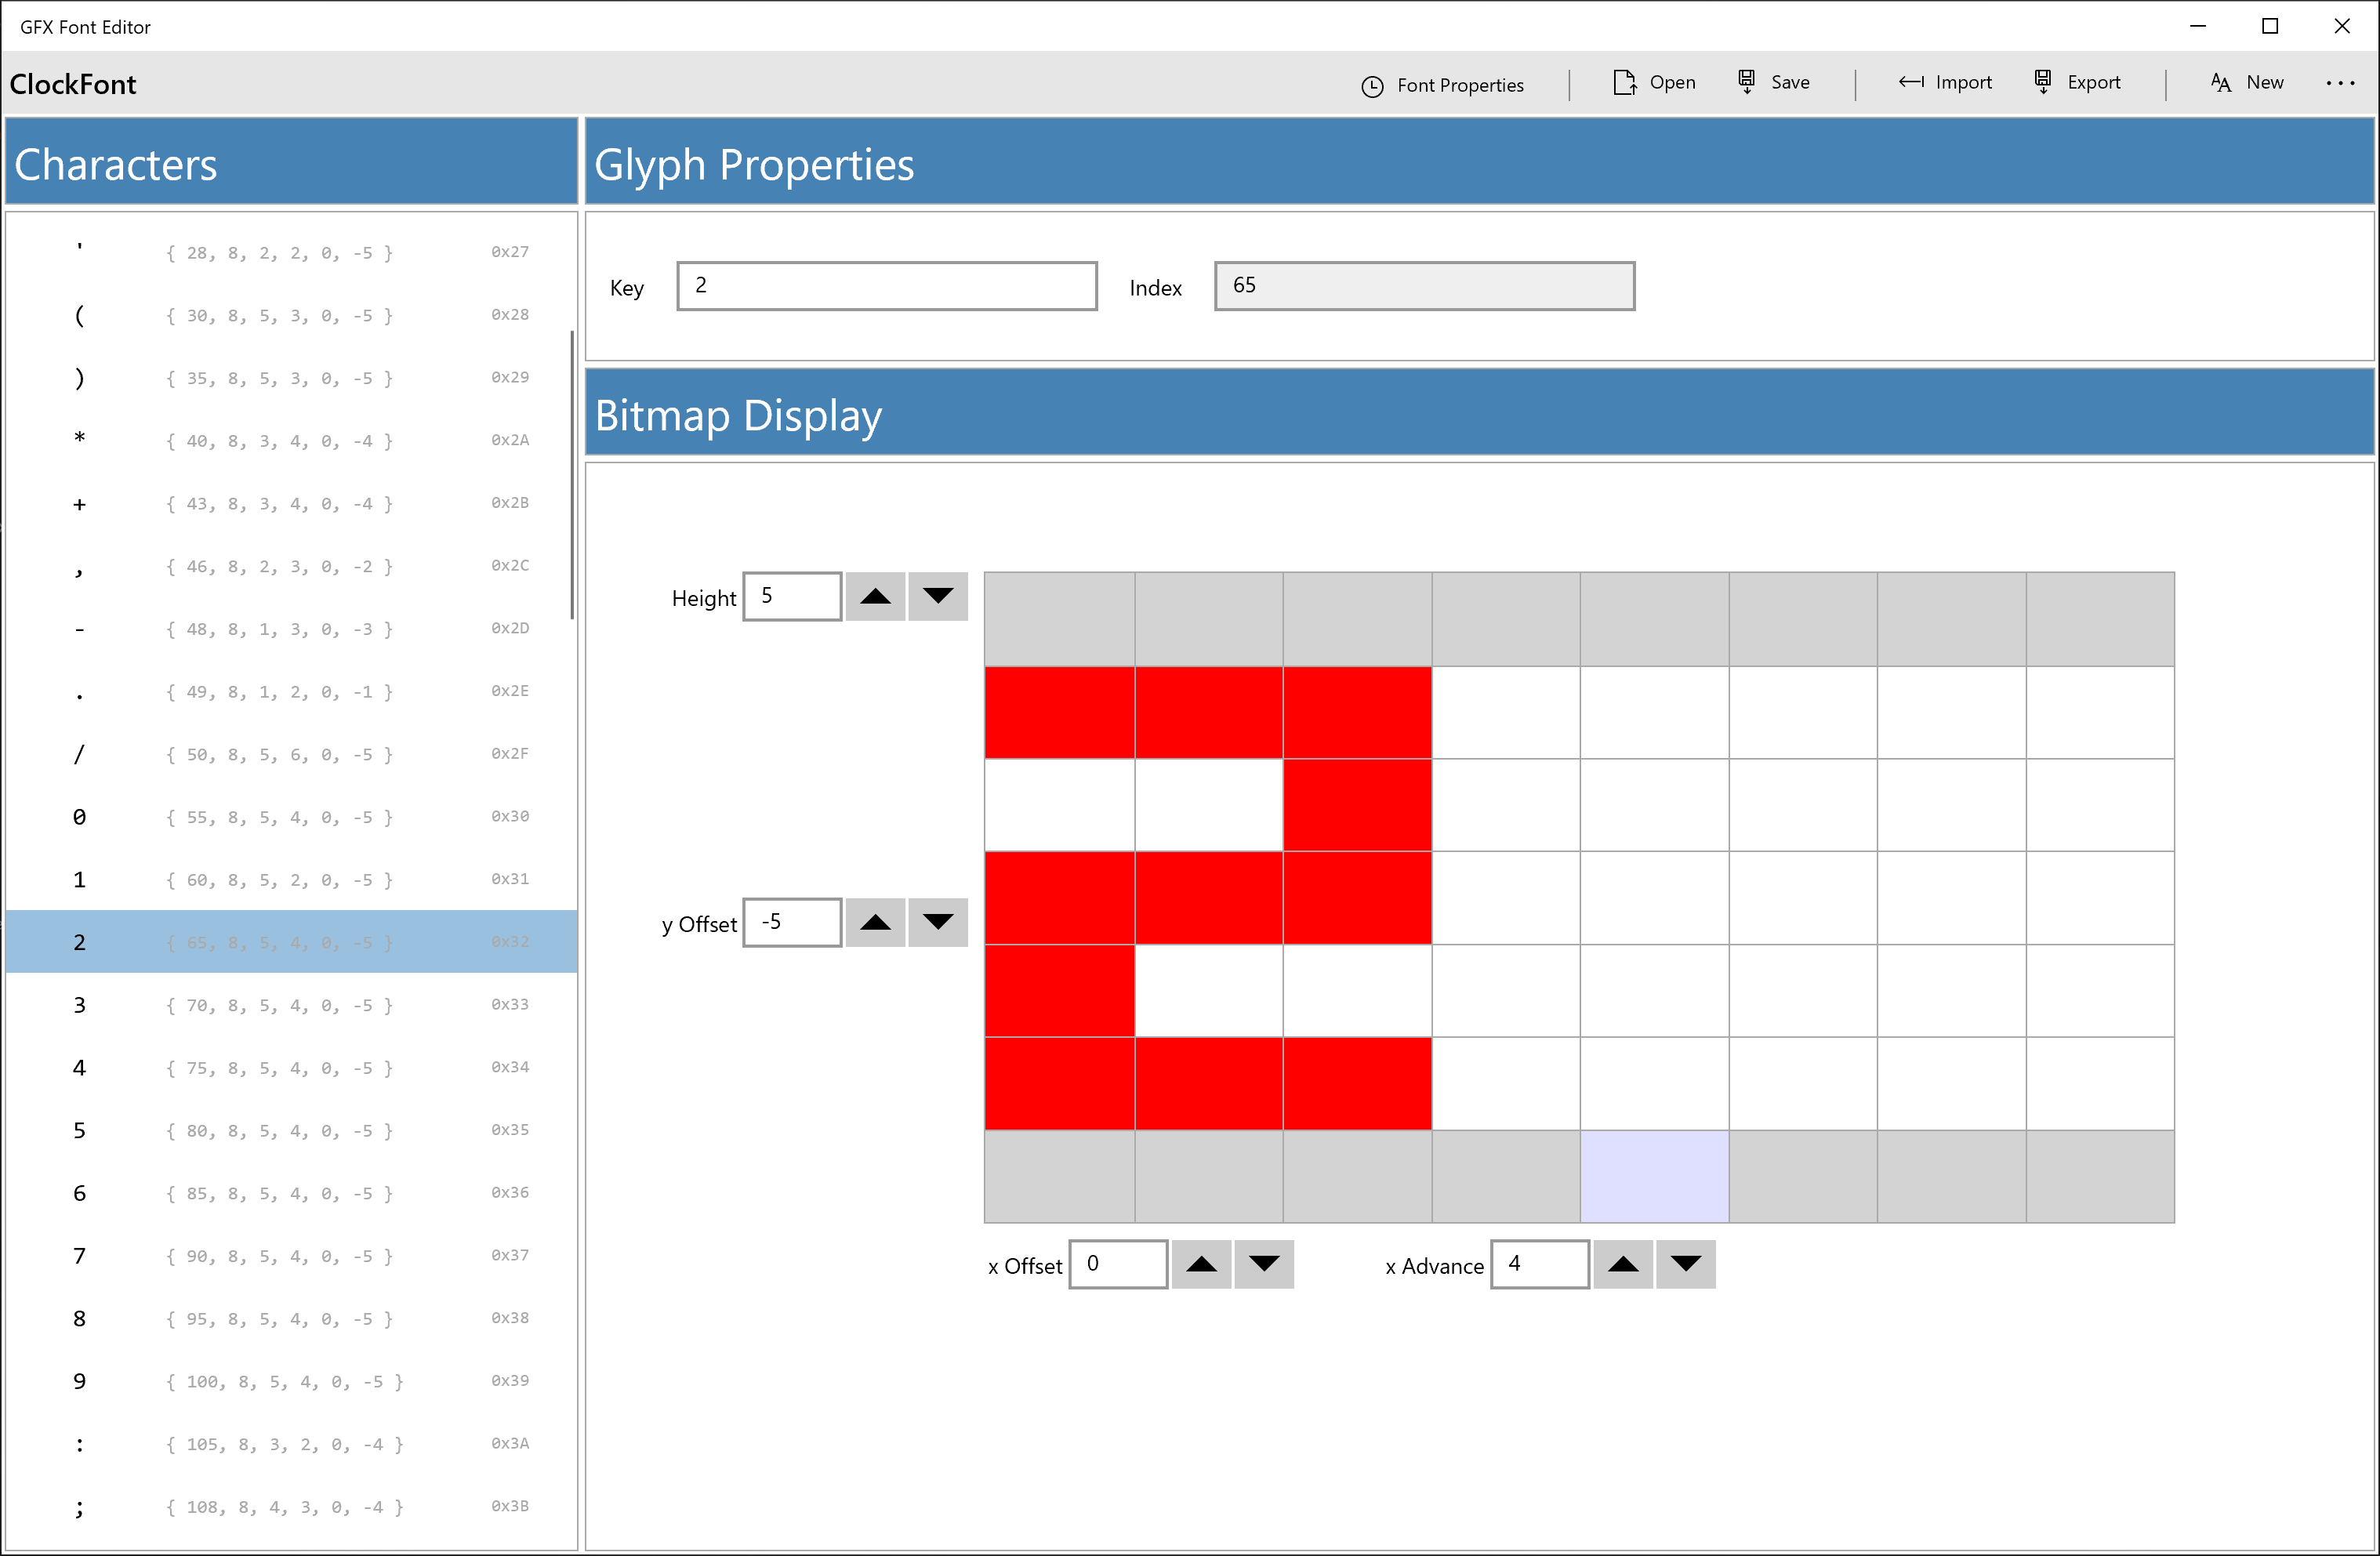 GFX Font Editor
ClockFont
Font Properties
Open
Save
Import
Export
New
Characters
' { 28, 8, 2, 2, 0, -5 } 0x27
( { 30, 8, 5, 3, 0, -5 } 0x28
) { 35, 8, 5, 3, 0, -5 } 0x29
* { 40, 8, 3, 4, 0, -4 } 0x2A
+ { 43, 8, 3, 4, 0, -4 } 0x2B
, { 46, 8, 2, 3, 0, -2 } 0x2C
- { 48, 8, 1, 3, 0, -3 } 0x2D
. { 49, 8, 1, 2, 0, -1 } 0x2E
/ { 50, 8, 5, 6, 0, -5 } 0x2F
0 { 55, 8, 5, 4, 0, -5 } 0x30
1 { 60, 8, 5, 2, 0, -5 } 0x31
2 { 65, 8, 5, 4, 0, -5 } 0x32
3 { 70, 8, 5, 4, 0, -5 } 0x33
4 { 75, 8, 5, 4, 0, -5 } 0x34
5 { 80, 8, 5, 4, 0, -5 } 0x35
6 { 85, 8, 5, 4, 0, -5 } 0x36
7 { 90, 8, 5, 4, 0, -5 } 0x37
8 { 95, 8, 5, 4, 0, -5 } 0x38
9 { 100, 8, 5, 4, 0, -5 } 0x39
: { 105, 8, 3, 2, 0, -4 } 0x3A
; { 108, 8, 4, 3, 0, -4 } 0x3B
Glyph Properties
Key 2 Index 65
Bitmap Display
Height 5
y Offset -5
x Offset 0 x Advance 4